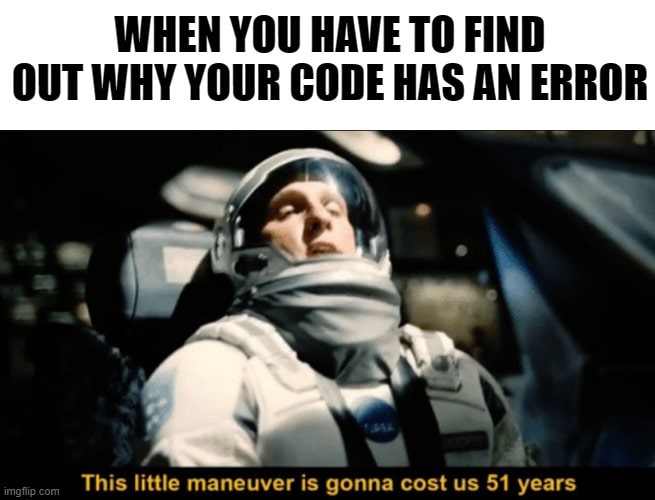 WHEN YOU HAVE TO FIND
OUT WHY YOUR CODE HAS AN ERROR
This little maneuver is gonna cost us 51 years
imgflip.com